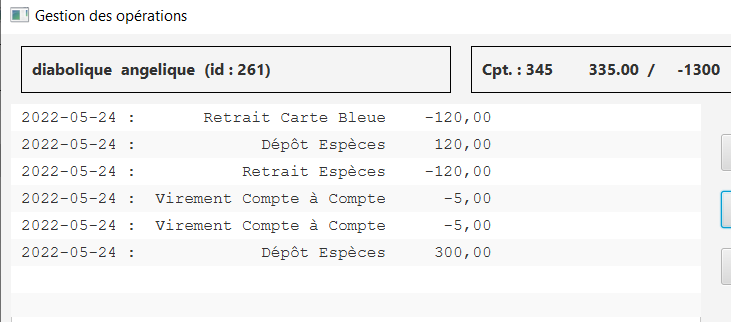 Gestion des opérations
diabolique angelique (id : 261)
Cpt. : 345 335.00 / -1300
2022-05-24 : Retrait Carte Bleue -120,00
2022-05-24 : Dépôt Espèces 120,00
2022-05-24 : Retrait Espèces -120,00
2022-05-24 : Virement Compte à Compte -5,00
2022-05-24 : Virement Compte à Compte -5,00
2022-05-24 : Dépôt Espèces 300,00